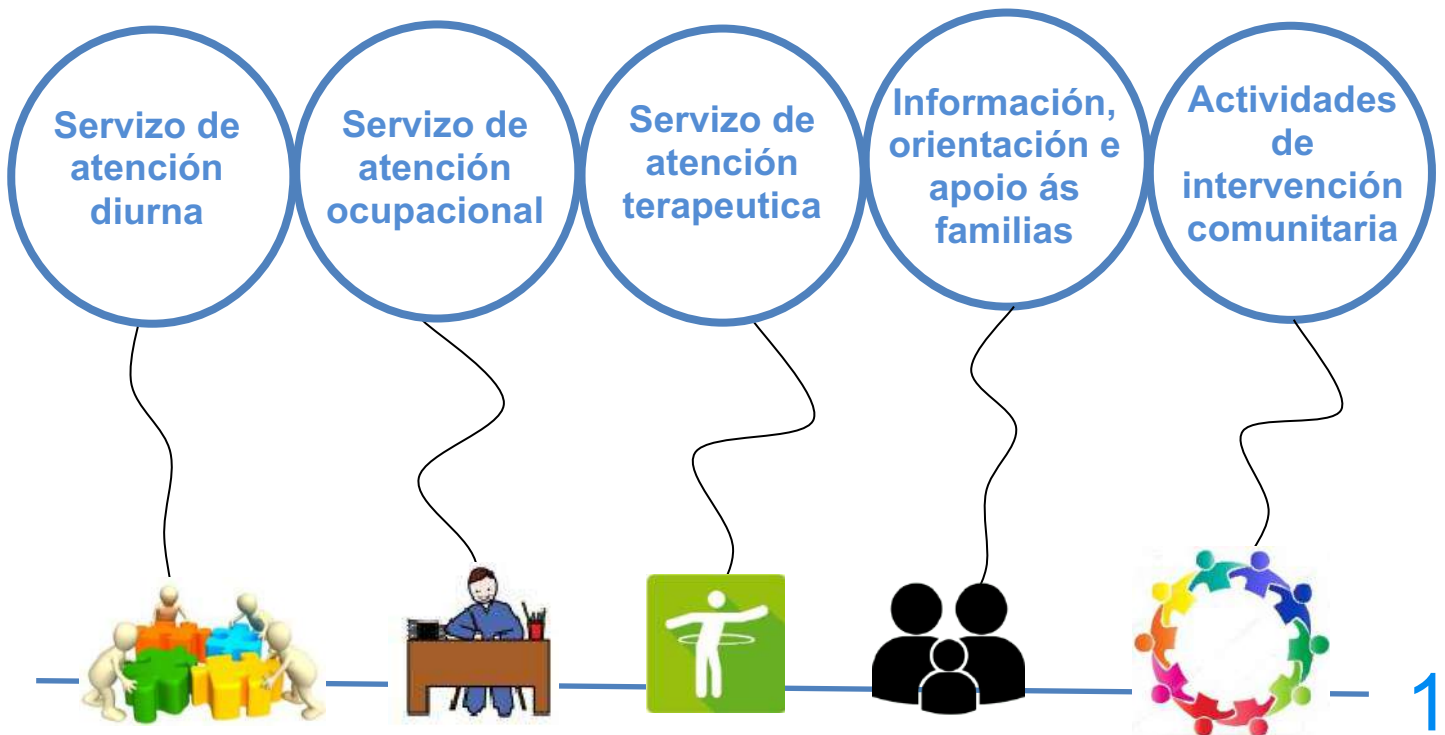 Servizo de
atención
diurna
Servizo de
atención
ocupacional
Servizo de
atención
terapeutica
Información,
orientación e
apoio ás
familias
Actividades
de
intervención
comunitaria
1